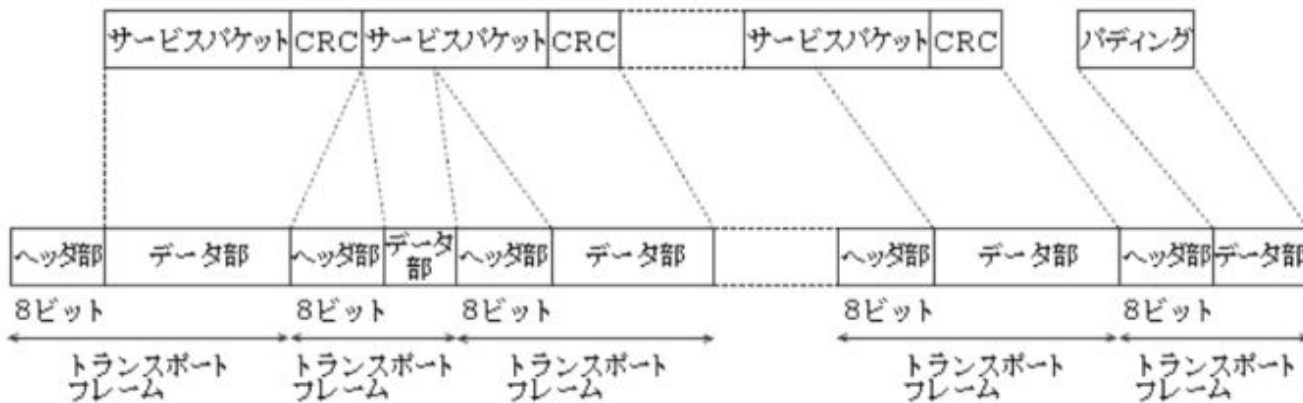 サービスパケット CRC サービスパケット CRC サービスパケット CRC パディング
ヘッダ部 データ部 ヘッダ部 データ部 ヘッダ部 データ部 ヘッダ部 データ部 ヘッダ部 データ部
8ビット 8ビット 8ビット 8ビット 8ビット
トランスポート トランスポート トランスポート トランスポート トランスポート
フレーム フレーム フレーム フレーム フレーム